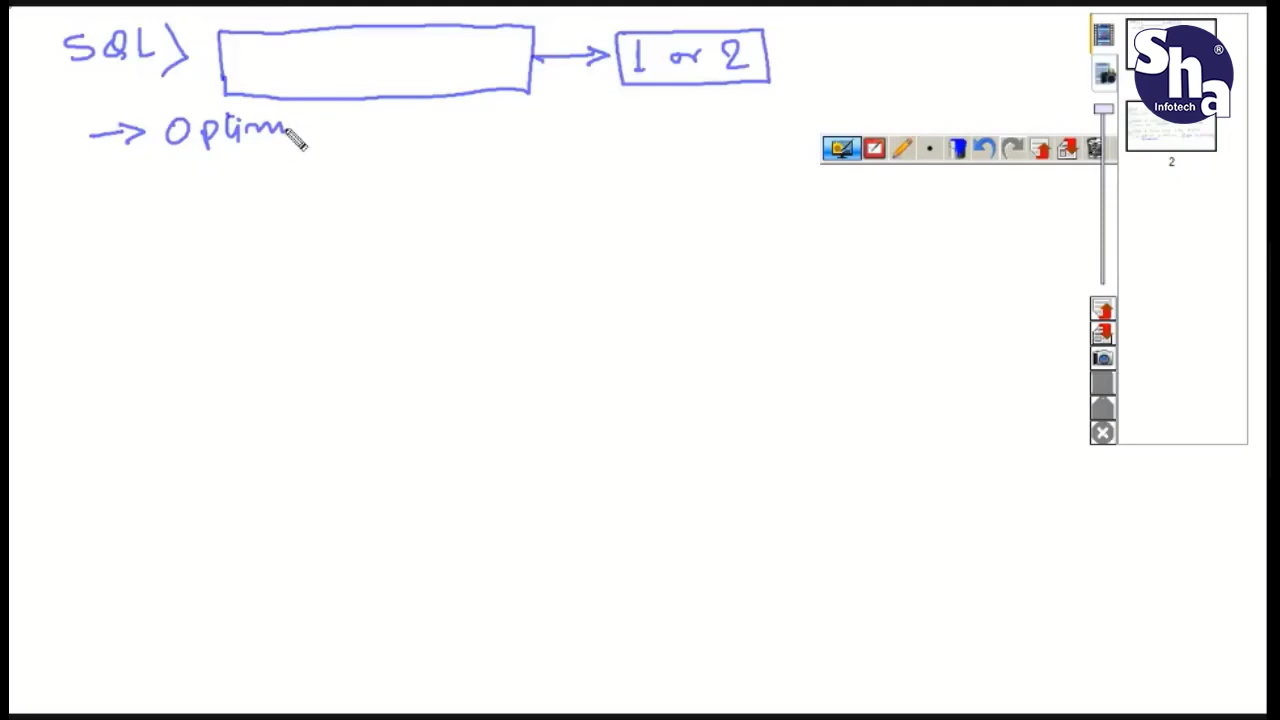 SQL> 1 or 2
→ Optim
Sha ®
Infotech
2